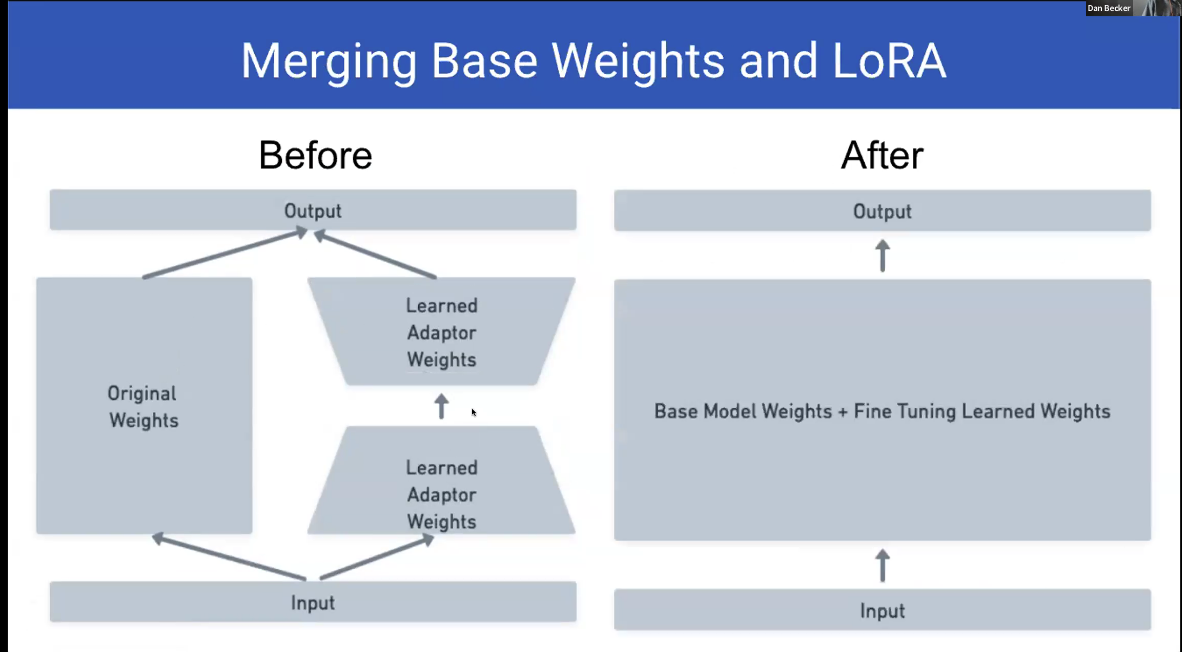 Dan Becker
Merging Base Weights and LoRA
Before
Output
Original
Weights
Learned
Adaptor
Weights
Learned
Adaptor
Weights
Input
After
Output
Base Model Weights + Fine Tuning Learned Weights
Input